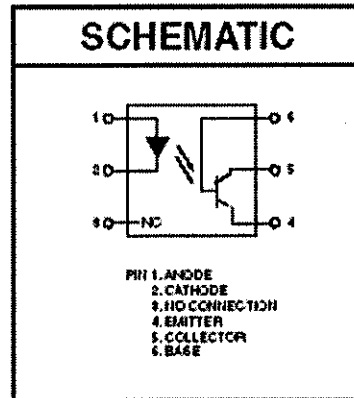 SCHEMATIC
1 6
2 5
3 NC 4
PIN 1. ANODE
2. CATHODE
3. NO CONNECTION
4. EMITTER
5. COLLECTOR
6. BASE